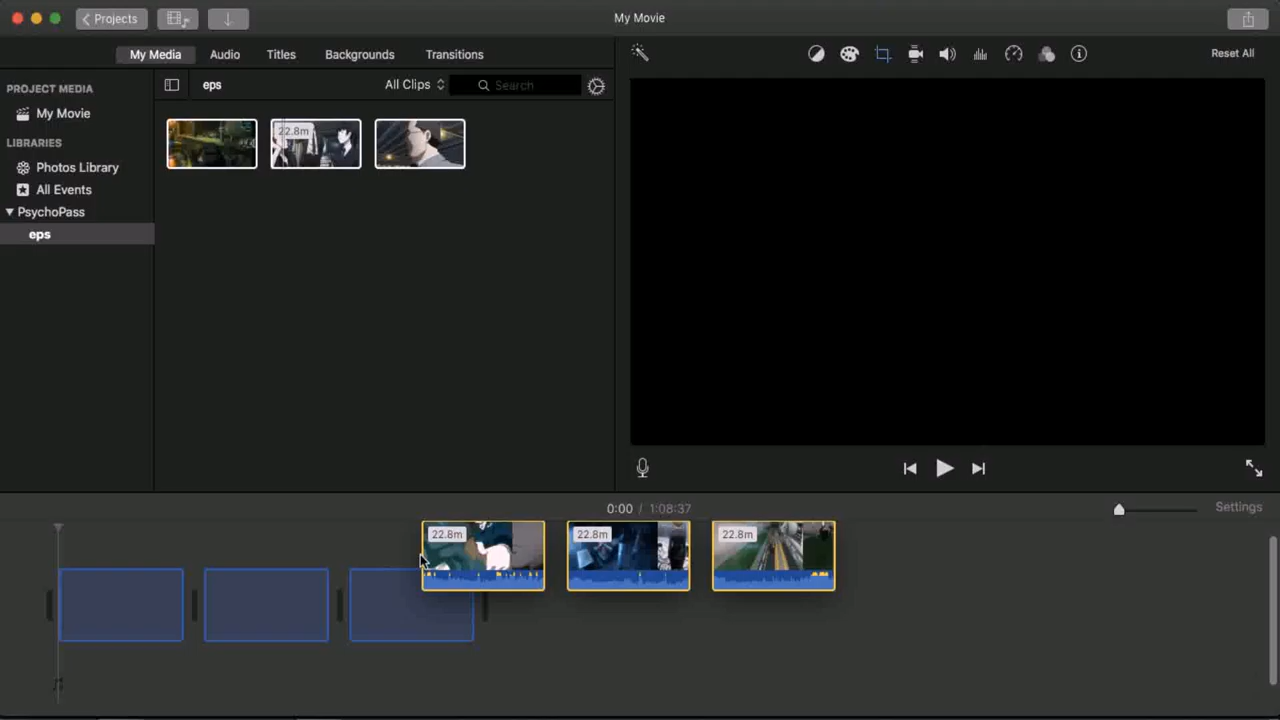 Projects
My Movie
My Media
Audio
Titles
Backgrounds
Transitions
Reset All
PROJECT MEDIA
My Movie
LIBRARIES
Photos Library
All Events
PsychoPass
eps
eps
All Clips
Search
22.8m
0:00 / 1:08:37
Settings
22.8m
22.8m
22.8m